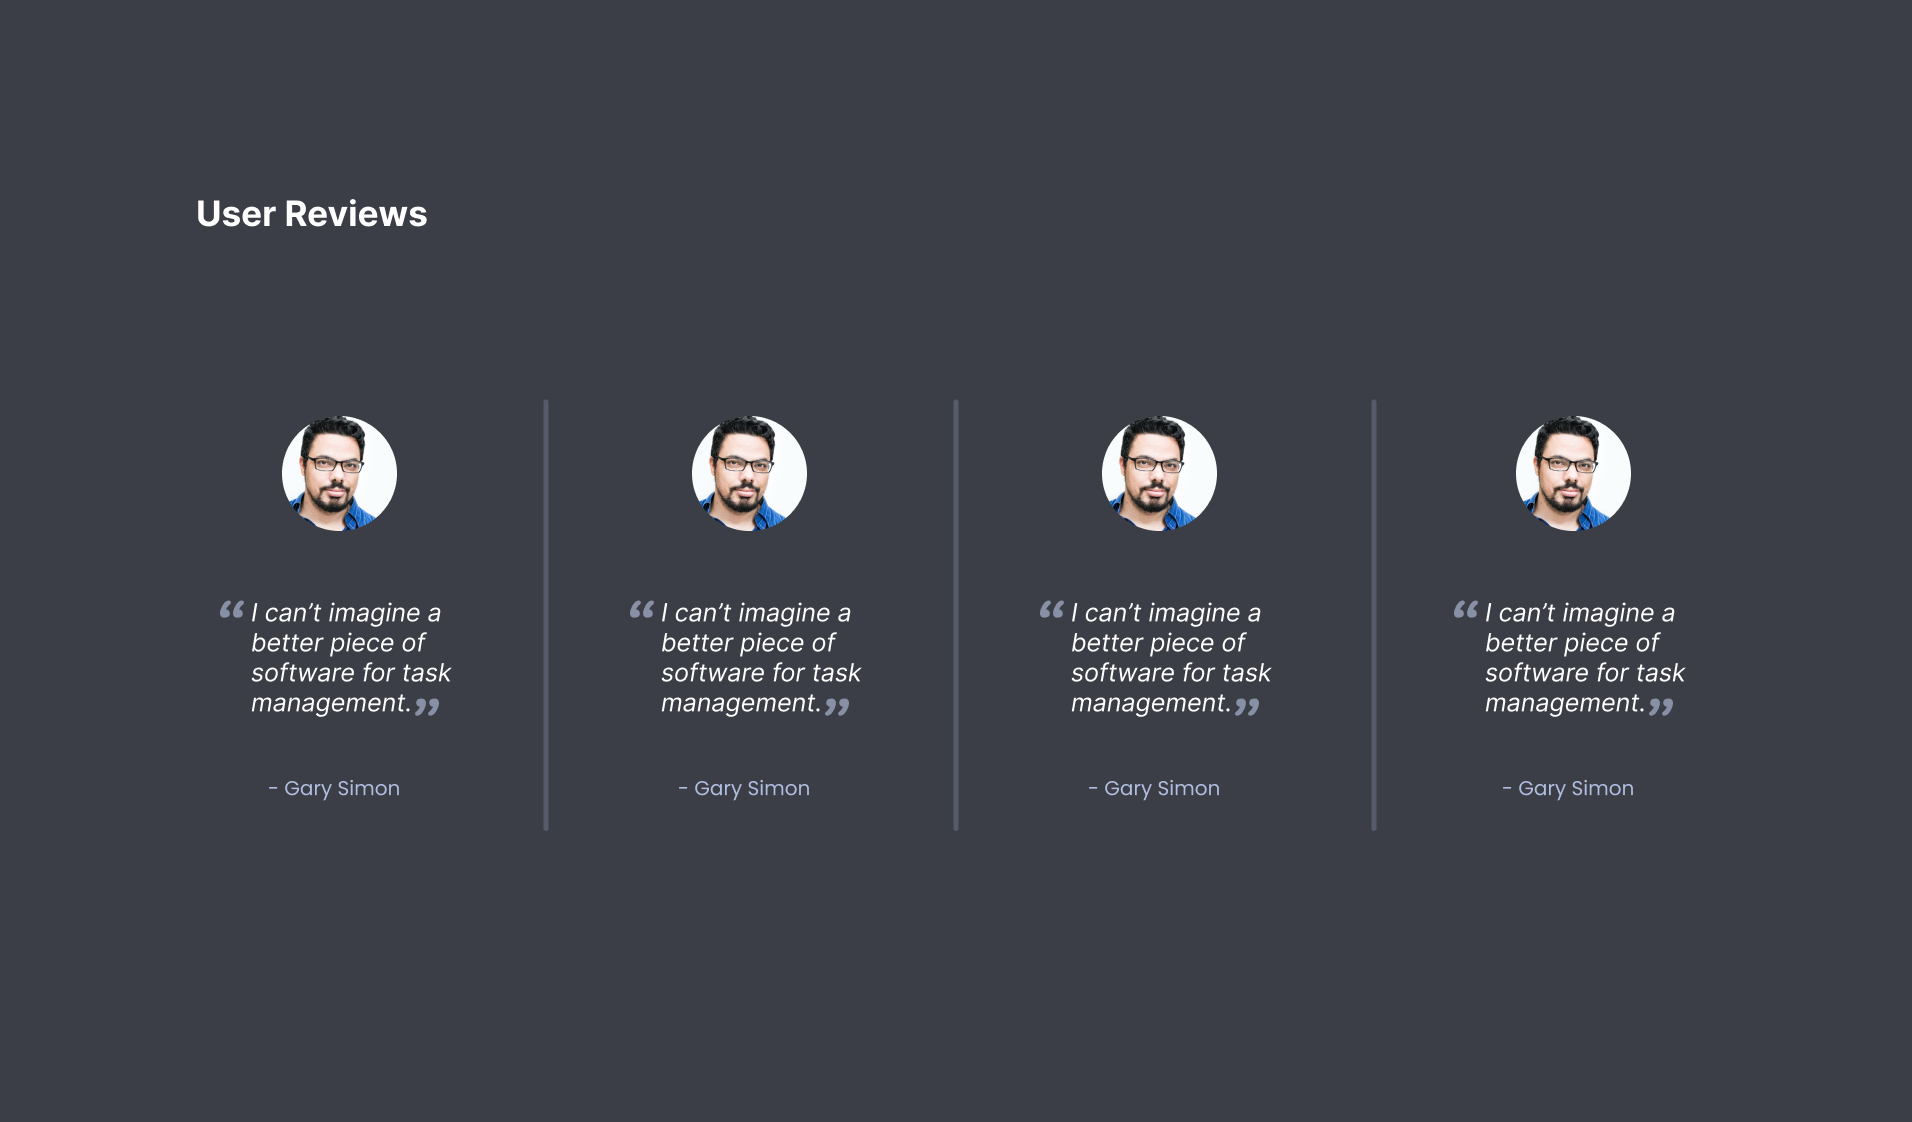 User Reviews
“ I can’t imagine a
better piece of
software for task
management.”
- Gary Simon
“ I can’t imagine a
better piece of
software for task
management.”
- Gary Simon
“ I can’t imagine a
better piece of
software for task
management.”
- Gary Simon
“ I can’t imagine a
better piece of
software for task
management.”
- Gary Simon